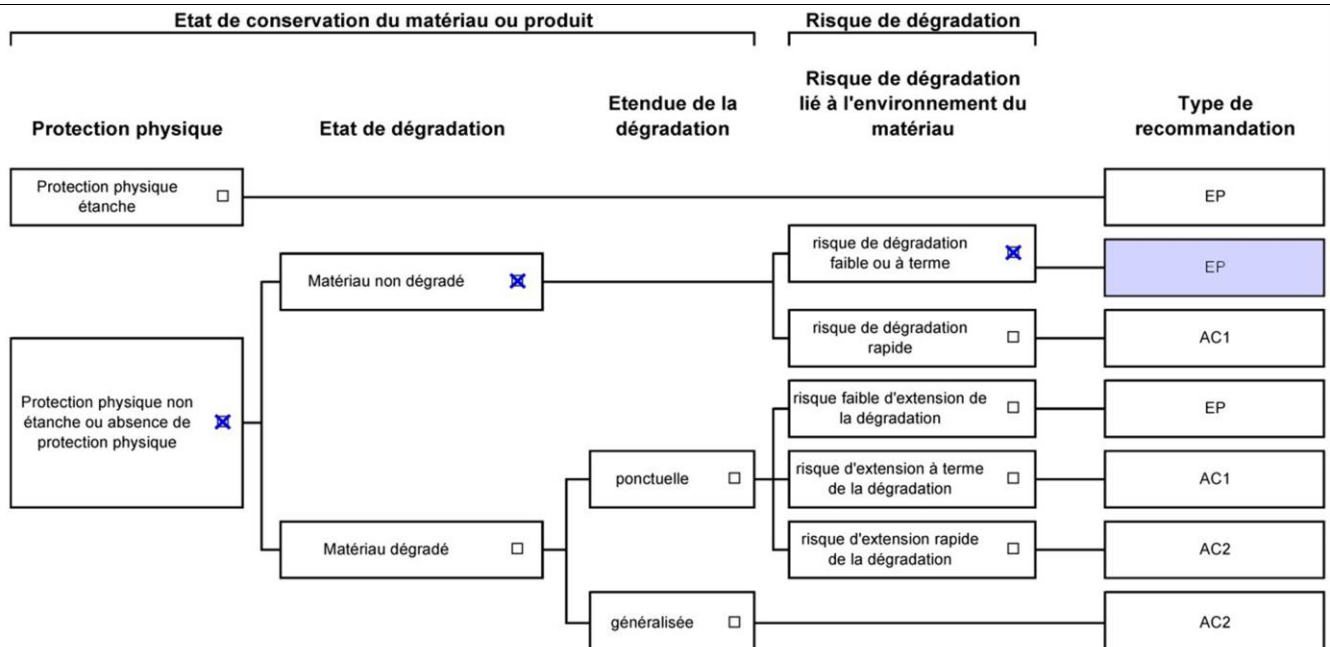 Etat de conservation du matériau ou produit
Risque de dégradation
Protection physique
Etat de dégradation
Etendue de la
dégradation
Risque de dégradation
lié à l'environnement du
matériau
Type de
recommandation
Protection physique
étanche
EP
risque de dégradation
faible ou à terme
EP
Matériau non dégradé
risque de dégradation
rapide
AC1
Protection physique non
étanche ou absence de
protection physique
risque faible d'extension de
la dégradation
EP
ponctuelle
risque d'extension à terme
de la dégradation
AC1
Matériau dégradé
risque d'extension rapide
de la dégradation
AC2
généralisée
AC2